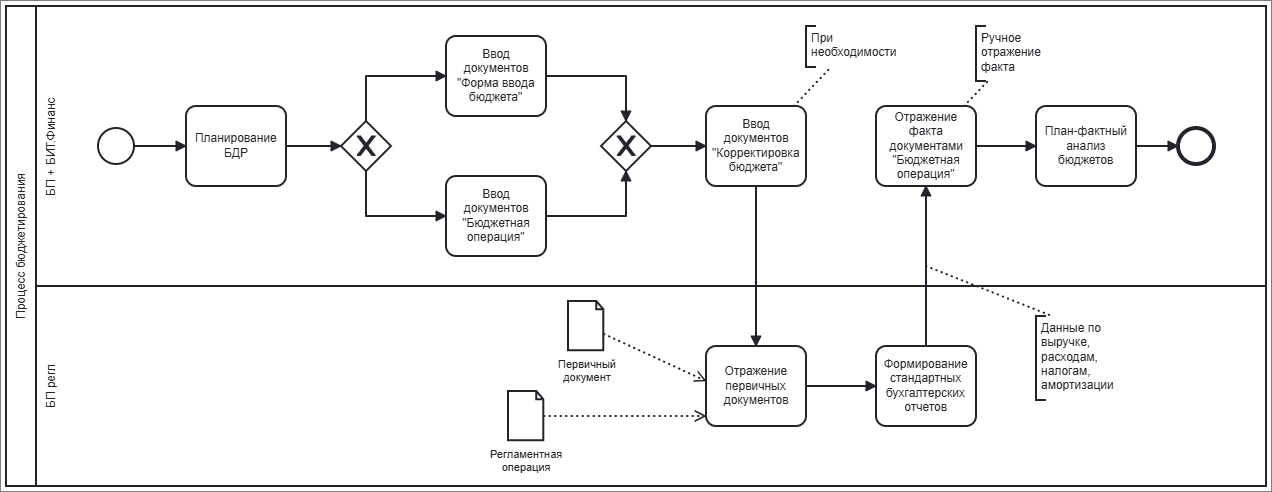 Процесс бюджетирования
БП + БИТ.Финанс
Планирование
БДР
X
Ввод
документов
"Форма ввода
бюджета"
Ввод
документов
"Бюджетная
операция"
X
Ввод
документов
"Корректировка
бюджета"
При
необходимости
Отражение
факта
документами
"Бюджетная
операция"
Ручное
отражение
факта
План-фактный
анализ
бюджетов
БП регл
Первичный
документ
Регламентная
операция
Отражение
первичных
документов
Формирование
стандартных
бухгалтерских
отчетов
Данные по
выручке,
расходам,
налогам,
амортизации